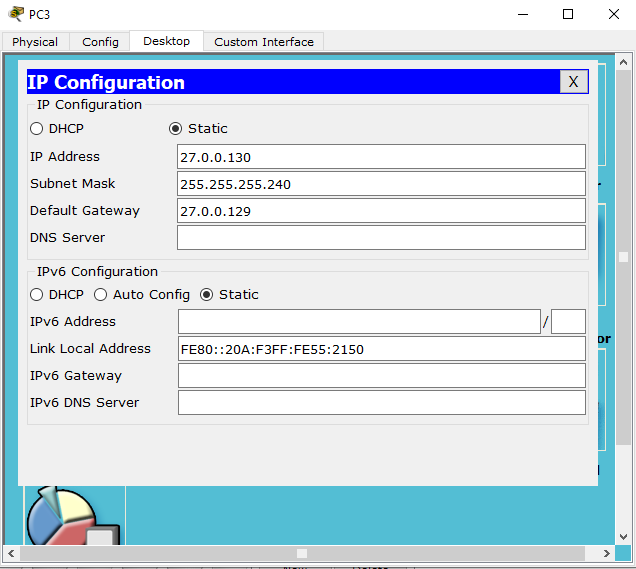 PC3
Physical Config Desktop Custom Interface
IP Configuration X
IP Configuration
DHCP Static
IP Address 27.0.0.130
Subnet Mask 255.255.255.240
Default Gateway 27.0.0.129
DNS Server
IPv6 Configuration
DHCP Auto Config Static
IPv6 Address /
Link Local Address FE80::20A:F3FF:FE55:2150
IPv6 Gateway
IPv6 DNS Server